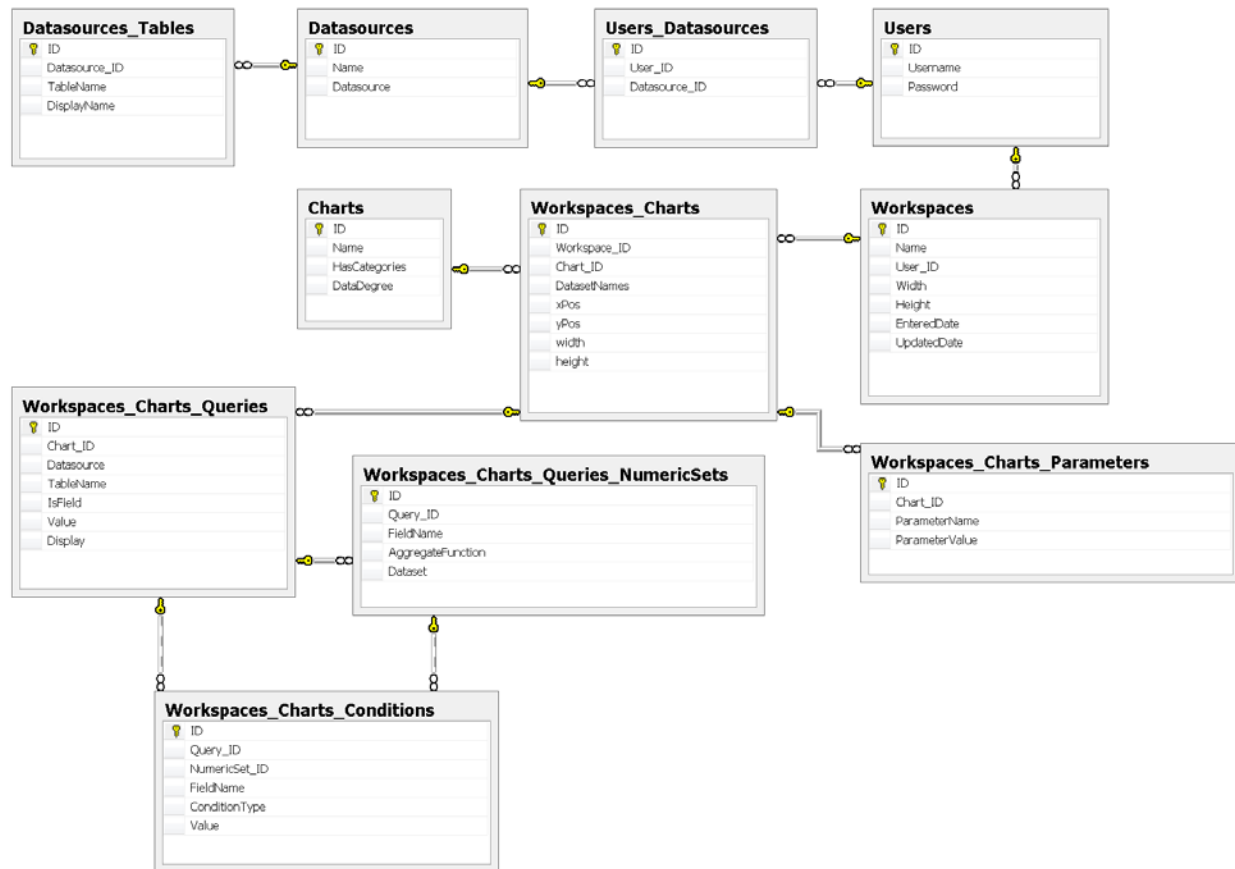 Datasources_Tables
ID
Datasource_ID
TableName
DisplayName
Datasources
ID
Name
Datasource
Users_Datasources
ID
User_ID
Datasource_ID
Users
ID
Username
Password
Charts
ID
Name
HasCategories
DataDegree
Workspaces_Charts
ID
Workspace_ID
Chart_ID
DatasetNames
xPos
yPos
width
height
Workspaces
ID
Name
User_ID
Width
Height
EnteredDate
UpdatedDate
Workspaces_Charts_Queries
ID
Chart_ID
Datasource
TableName
IsField
Value
Display
Workspaces_Charts_Queries_NumericSets
ID
Query_ID
FieldName
AggregateFunction
Dataset
Workspaces_Charts_Parameters
ID
Chart_ID
ParameterName
ParameterValue
Workspaces_Charts_Conditions
ID
Query_ID
NumericSet_ID
FieldName
ConditionType
Value